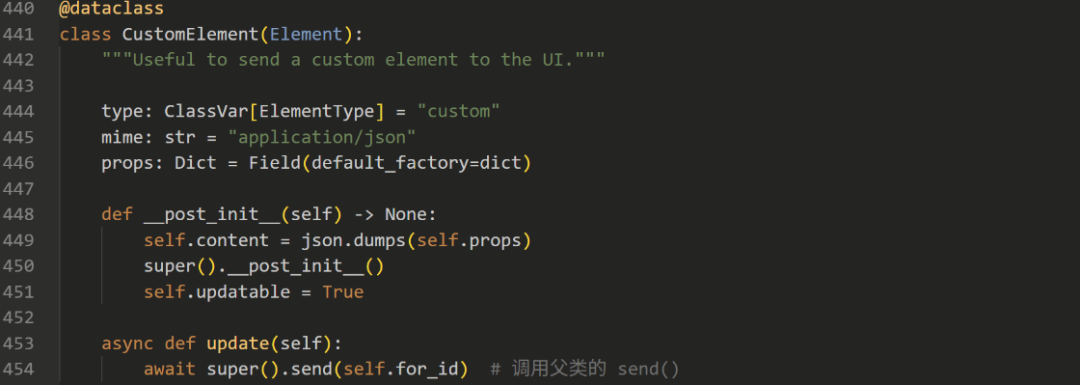 440 @dataclass
441 class CustomElement(Element):
442     """Useful to send a custom element to the UI."""
443
444     type: ClassVar[ElementType] = "custom"
445     mime: str = "application/json"
446     props: Dict = Field(default_factory=dict)
447
448     def __post_init__(self) -> None:
449         self.content = json.dumps(self.props)
450         super().__post_init__()
451         self.updatable = True
452
453     async def update(self):
454         await super().send(self.for_id)  # 调用父类的 send()